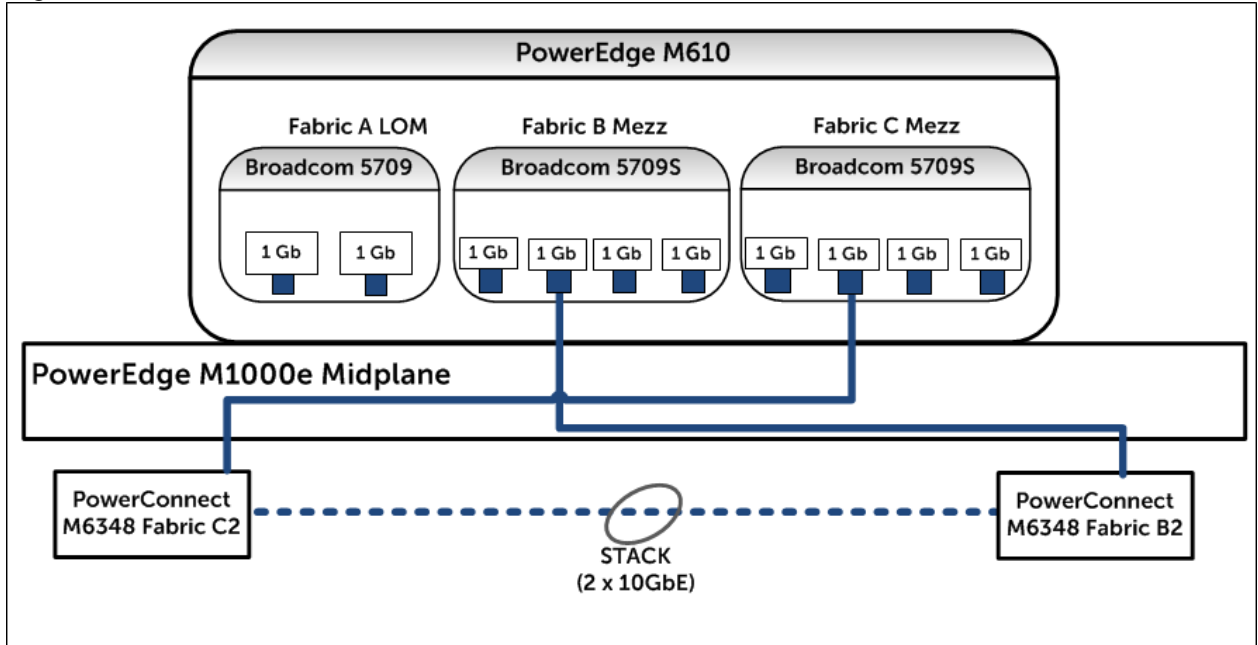 PowerEdge M610
Fabric A LOM
Fabric B Mezz
Fabric C Mezz
Broadcom 5709
Broadcom 5709S
Broadcom 5709S
1 Gb
1 Gb
1 Gb
1 Gb
1 Gb
1 Gb
1 Gb
1 Gb
1 Gb
1 Gb
PowerEdge M1000e Midplane
PowerConnect
M6348 Fabric C2
STACK
(2 x 10GbE)
PowerConnect
M6348 Fabric B2